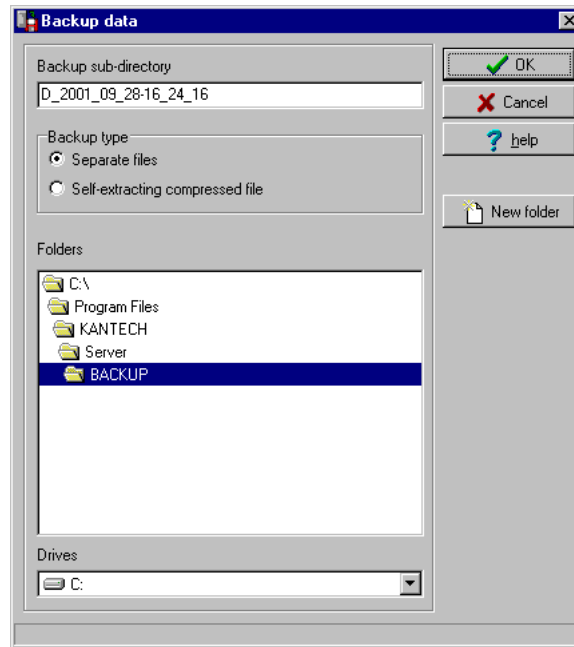 Backup data
Backup sub-directory
D_2001_09_28-16_24_16
Backup type
Separate files
Self-extracting compressed file
Folders
C:\
Program Files
KANTECH
Server
BACKUP
Drives
C:
OK
Cancel
help
New folder